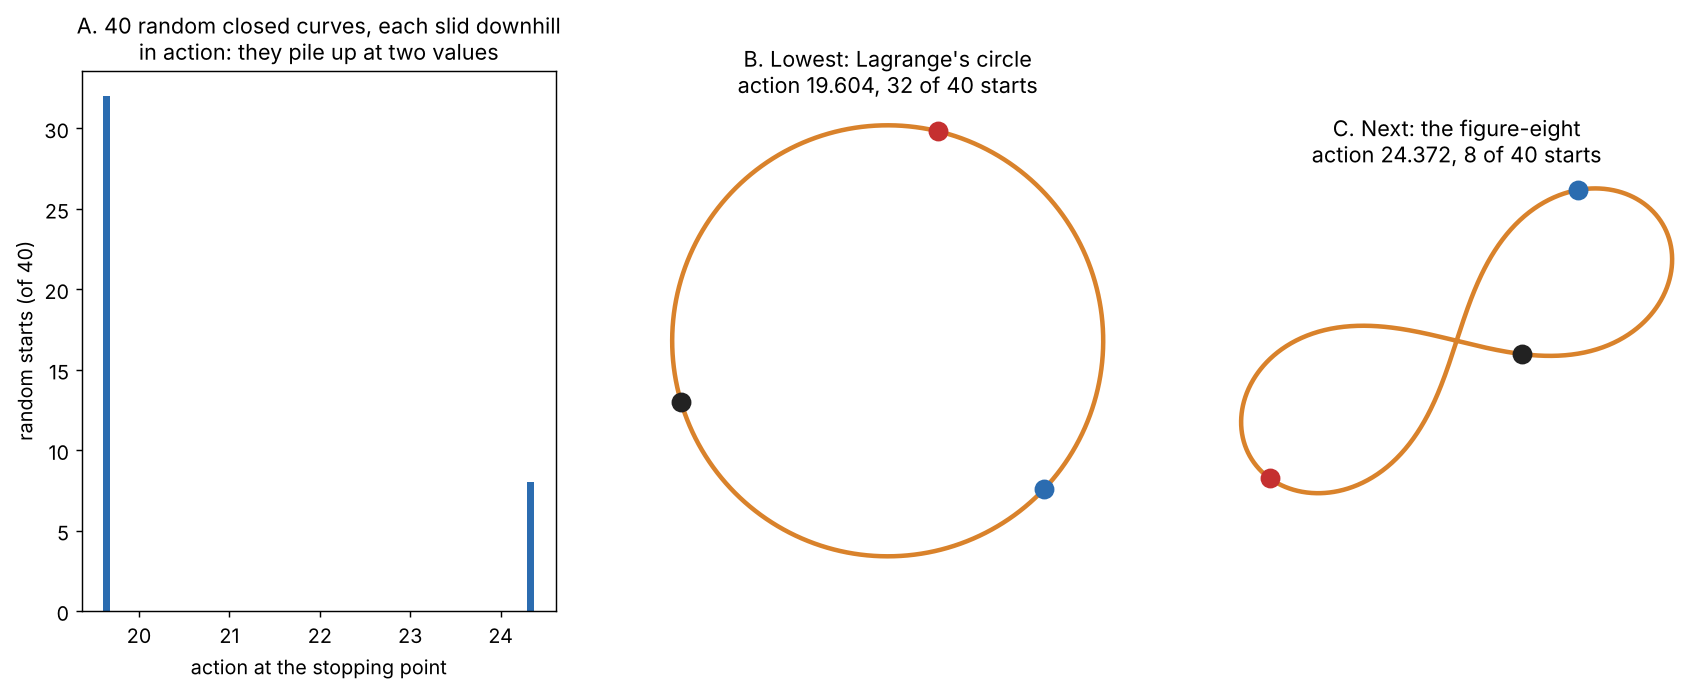 A. 40 random closed curves, each slid downhill
in action: they pile up at two values
random starts (of 40)
30
25
20
15
10
5
0
20
21
22
23
24
action at the stopping point
B. Lowest: Lagrange's circle
action 19.604, 32 of 40 starts
C. Next: the figure-eight
action 24.372, 8 of 40 starts